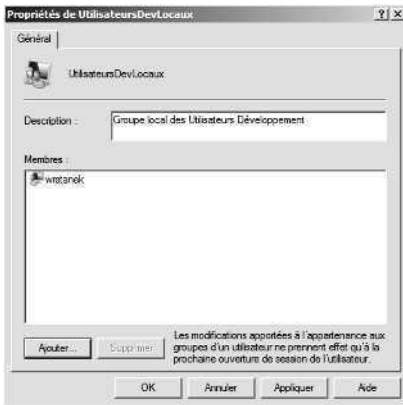 Propriétés de UtilisateursDevLocaux
Général
UtilisateursDevLocaux
Description :
Groupe local des Utilisateurs Développement
Membres :
wratanek
Ajouter...
Supprimer
Les modifications apportées à l'appartenance aux
groupes d'un utilisateur ne prennent effet qu'à la
prochaine ouverture de session de l'utilisateur.
OK
Annuler
Appliquer
Aide